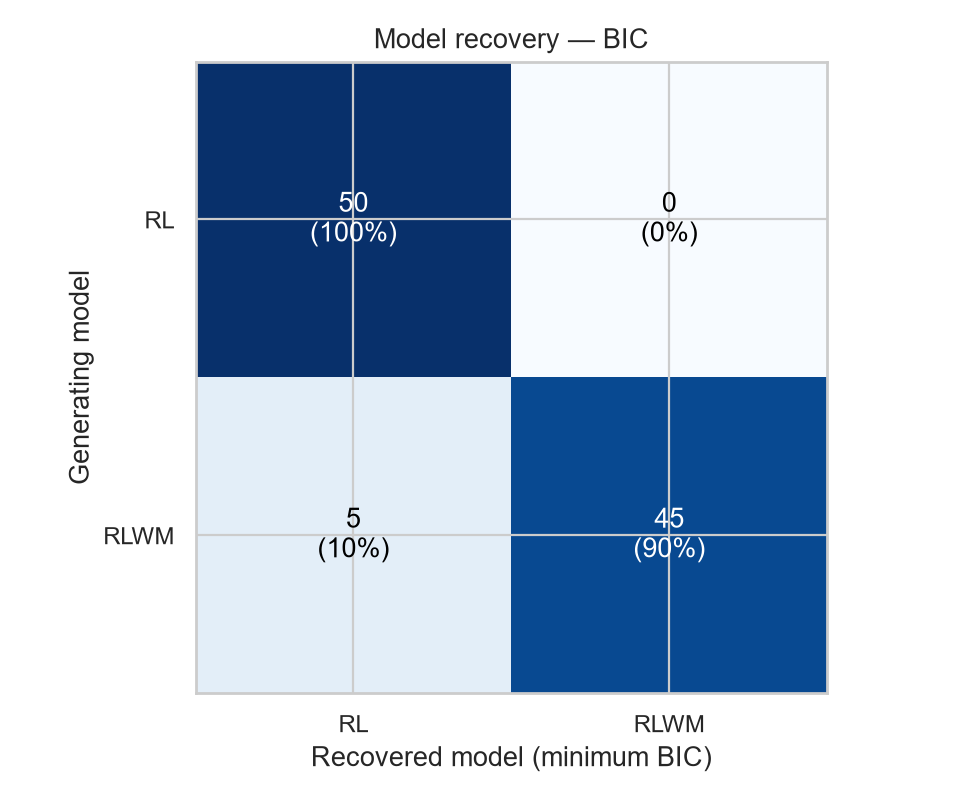 Model recovery — BIC
Generating model
RL
50
(100%)
0
(0%)
RLWM
5
(10%)
45
(90%)
RL
RLWM
Recovered model (minimum BIC)